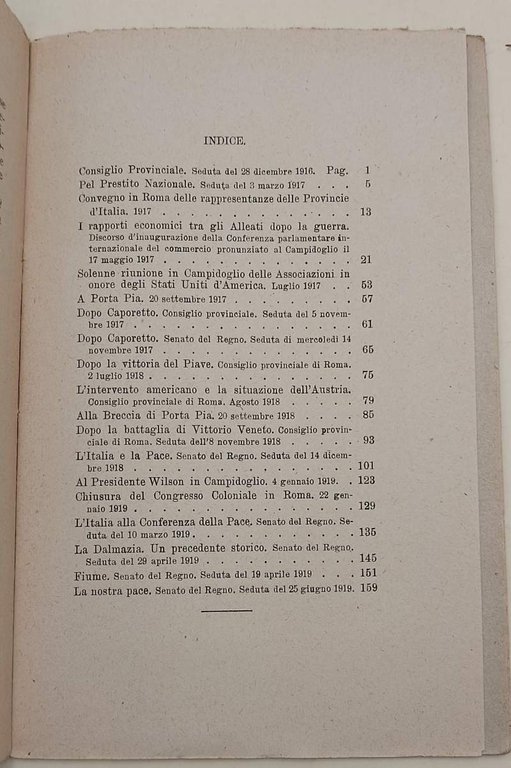 INDICE.
Consiglio Provinciale. Seduta del 28 dicembre 1916. Pag. 1
Pel Prestito Nazionale. Seduta del 3 marzo 1917 . . . 5
Convegno in Roma delle rappresentanze delle Provincie
d'Italia. 1917 . . . . . . . . . . . . . 13
I rapporti economici tra gli Alleati dopo la guerra.
Discorso d'inaugurazione della Conferenza parlamentare in-
ternazionale del commercio pronunziato al Campidoglio il
17 maggio 1917 . . . . . . . . . . . . . 21
Solenne riunione in Campidoglio delle Associazioni in
onore degli Stati Uniti d'America. Luglio 1917 . . 53
A Porta Pia. 20 settembre 1917 . . . . . . . . 57
Dopo Caporetto. Consiglio provinciale. Seduta del 5 novem-
bre 1917 . . . . . . . . . . . . . . . 61
Dopo Caporetto. Senato del Regno. Seduta di mercoledì 14
novembre 1917 . . . . . . . . . . . . . 65
Dopo la vittoria del Piave. Consiglio provinciale di Roma.
2 luglio 1918 . . . . . . . . . . . . . . 75
L'intervento americano e la situazione dell'Austria.
Consiglio provinciale di Roma. Agosto 1918 . . . . 79
Alla Breccia di Porta Pia. 20 settembre 1918 . . . . 85
Dopo la battaglia di Vittorio Veneto. Consiglio provin-
ciale di Roma. Seduta dell'8 novembre 1918 . . . . . 93
L'Italia e la Pace. Senato del Regno. Seduta del 14 dicem-
bre 1918 . . . . . . . . . . . . . . . 101
Al Presidente Wilson in Campidoglio. 4 gennaio 1919. . 123
Chiusura del Congresso Coloniale in Roma. 22 gen-
naio 1919 . . . . . . . . . . . . . . . 129
L'Italia alla Conferenza della Pace. Senato del Regno. Se-
duta del 10 marzo 1919 . . . . . . . . . . . 135
La Dalmazia. Un precedente storico. Senato del Regno.
Seduta del 29 aprile 1919 . . . . . . . . . . 145
Fiume. Senato del Regno. Seduta del 19 aprile 1919 . . . 151
La nostra pace. Senato del Regno. Seduta del 25 giugno 1919. 159